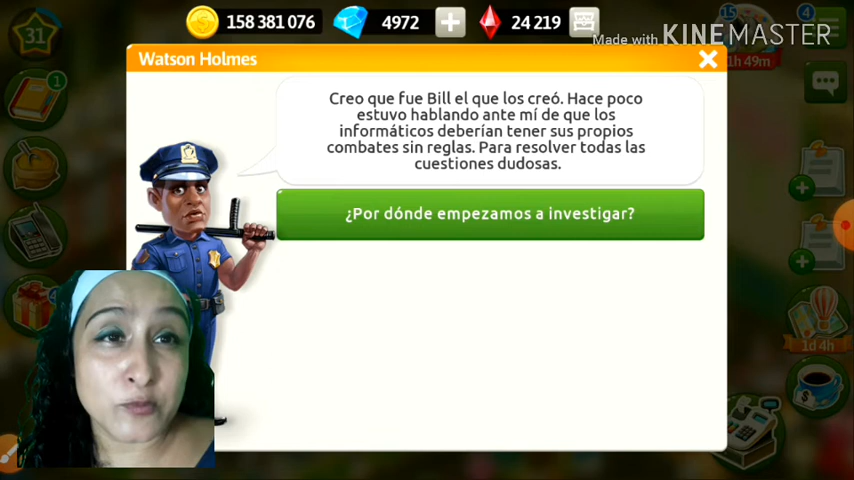 31
158 381 076
4972
24 219
15
4
Made with KINEMASTER
1h 49m
Watson Holmes
1
Creo que fue Bill el que los creó. Hace poco
estuvo hablando ante mí de que los
informáticos deberían tener sus propios
combates sin reglas. Para resolver todas las
cuestiones dudosas.
¿Por dónde empezamos a investigar?
1d 4h